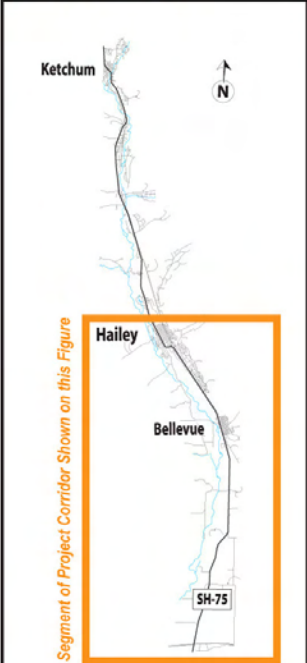 Ketchum
N
Hailey
Bellevue
SH-75
Segment of Project Corridor Shown on this Figure